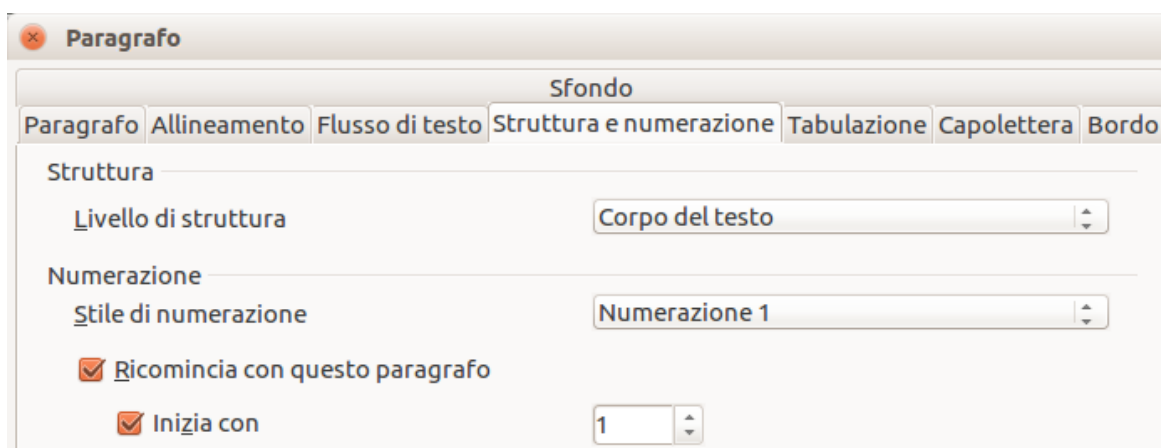 Paragrafo
Sfondo
Paragrafo Allineamento Flusso di testo Struttura e numerazione Tabulazione Capolettera Bordo
Struttura
Livello di struttura Corpo del testo
Numerazione
Stile di numerazione Numerazione 1
Ricomincia con questo paragrafo
Inizia con 1